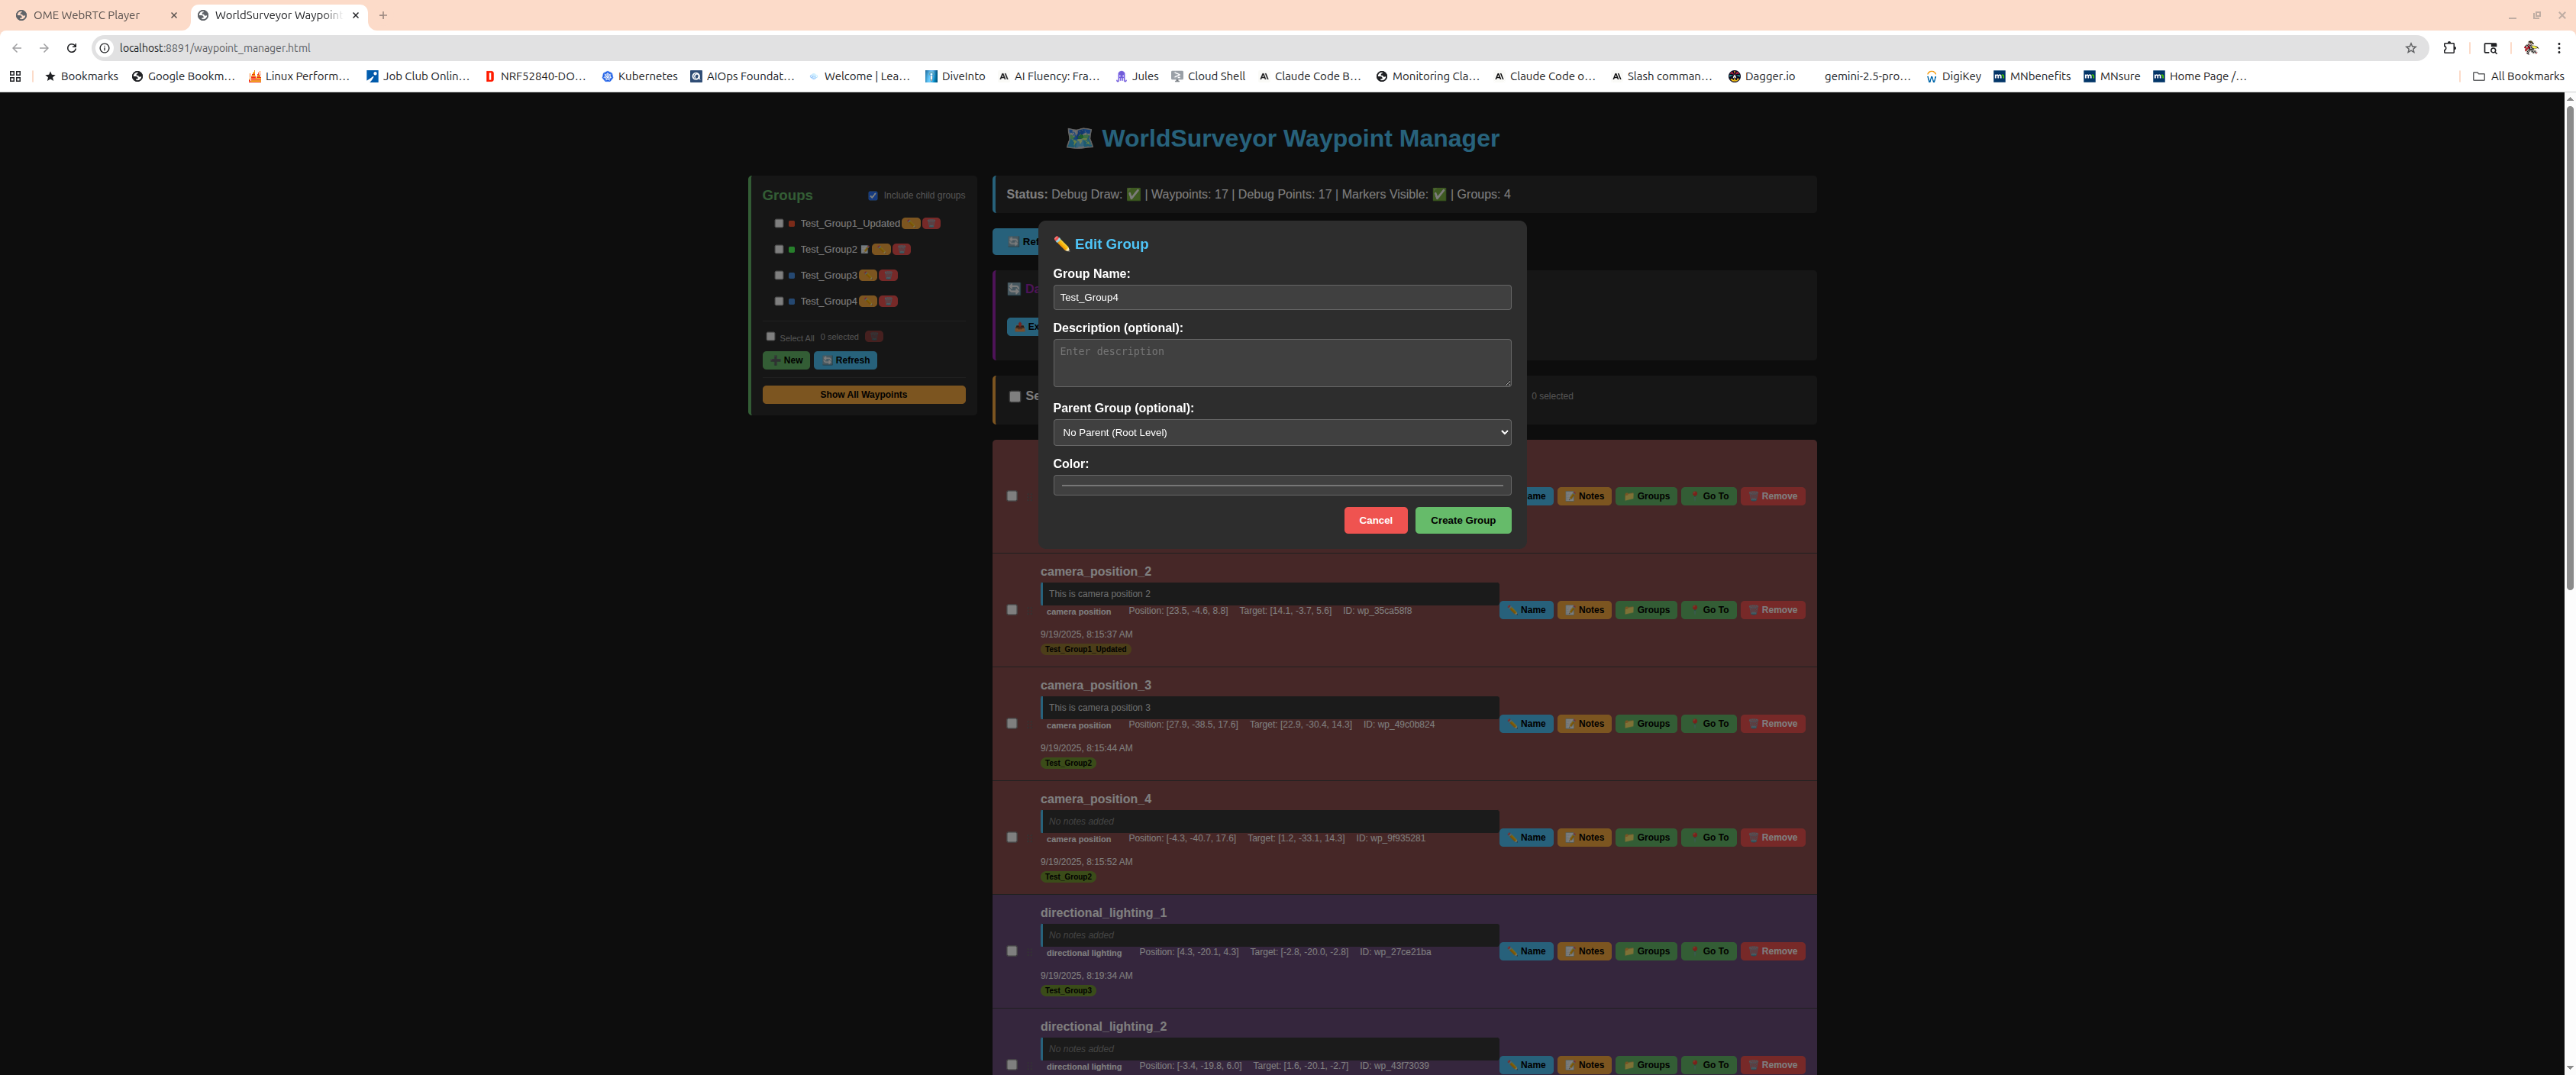 OME WebRTC Player
WorldSurveyor Waypoin
localhost:8891/waypoint_manager.html
Bookmarks
Google Bookm...
Linux Perform...
Job Club Onlin...
NRF52840-DO...
Kubernetes
AIOps Foundat...
Welcome | Lea...
DiveInto
AI Fluency: Fra...
Jules
Cloud Shell
Claude Code B...
Monitoring Cla...
Claude Code o...
Slash comman...
Dagger.io
gemini-2.5-pro...
DigiKey
MNbenefits
MNsure
Home Page /...
All Bookmarks
WorldSurveyor Waypoint Manager
Groups
Include child groups
Test_Group1_Updated
Test_Group2
Test_Group3
Test_Group4
Select All 0 selected
New
Refresh
Show All Waypoints
Status: Debug Draw: ✅ | Waypoints: 17 | Debug Points: 17 | Markers Visible: ✅ | Groups: 4
Edit Group
Group Name:
Test_Group4
Description (optional):
Enter description
Parent Group (optional):
No Parent (Root Level)
Color:
Cancel
Create Group
0 selected
Notes
Groups
Go To
Remove
camera_position_2
This is camera position 2
camera position Position: [23.5, -4.6, 8.8] Target: [14.1, -3.7, 5.6] ID: wp_35ca58f8
9/19/2025, 8:15:37 AM
Test_Group1_Updated
Name
Notes
Groups
Go To
Remove
camera_position_3
This is camera position 3
camera position Position: [27.9, -38.5, 17.6] Target: [22.9, -30.4, 14.3] ID: wp_49c0b824
9/19/2025, 8:15:44 AM
Test_Group2
Name
Notes
Groups
Go To
Remove
camera_position_4
No notes added
camera position Position: [-4.3, -40.7, 17.6] Target: [1.2, -33.1, 14.3] ID: wp_9f935281
9/19/2025, 8:15:52 AM
Test_Group2
Name
Notes
Groups
Go To
Remove
directional_lighting_1
No notes added
directional lighting Position: [4.3, -20.1, 4.3] Target: [-2.8, -20.0, -2.8] ID: wp_27ce21ba
9/19/2025, 8:19:34 AM
Test_Group3
Name
Notes
Groups
Go To
Remove
directional_lighting_2
No notes added
directional lighting Position: [-3.4, -19.8, 6.0] Target: [1.6, -20.1, -2.7] ID: wp_43f73039
Name
Notes
Groups
Go To
Remove